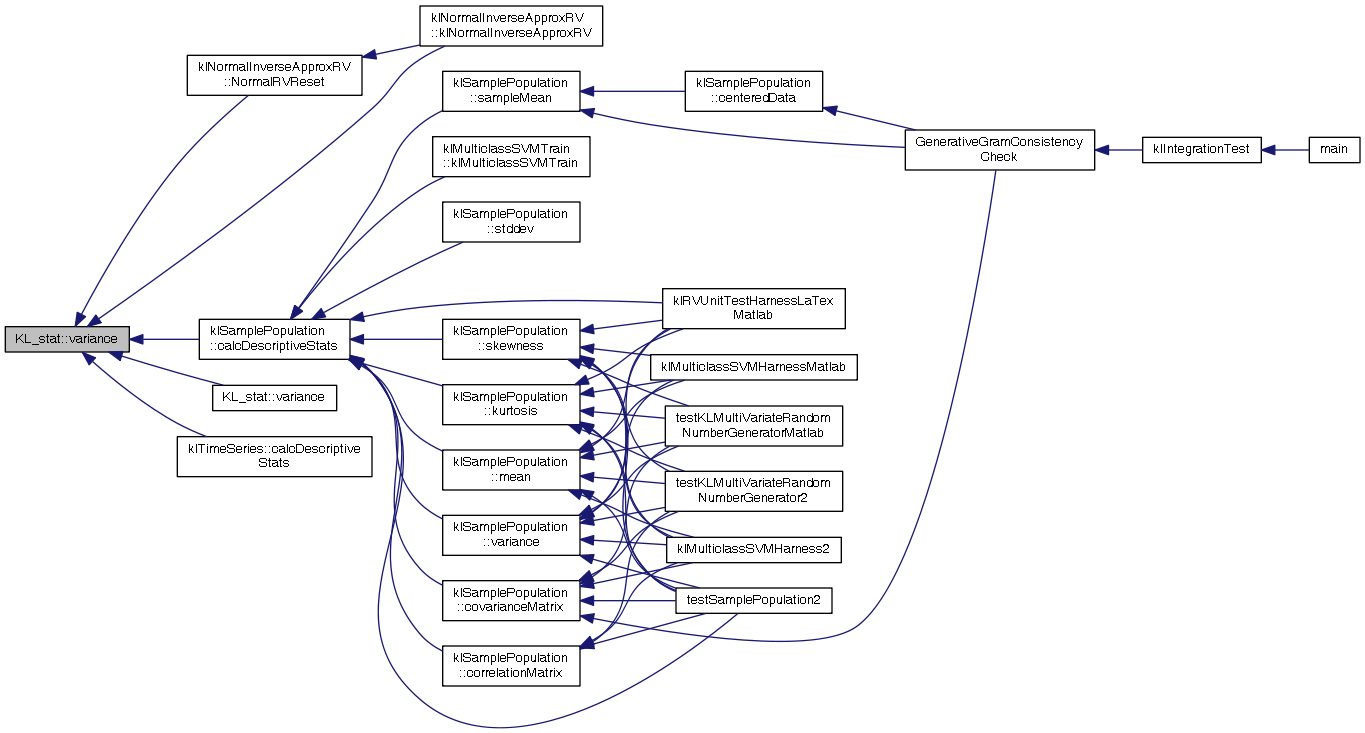 klNormalInverseApproxRV
::klNormalInverseApproxRV
klNormalInverseApproxRV
::NormalRVReset
klSamplePopulation
::sampleMean
klSamplePopulation
::centeredData
klMulticlassSVMTrain
::klMulticlassSVMTrain
GenerativeGramConsistency
Check
klIntegrationTest
main
klSamplePopulation
::stddev
KL_stat::variance
klSamplePopulation
::calcDescriptiveStats
klRVUnitTestHarnessLaTex
Matlab
klSamplePopulation
::skewness
klMulticlassSVMHarnessMatlab
KL_stat::variance
klSamplePopulation
::kurtosis
testKLMultiVariateRandom
NumberGeneratorMatlab
klTimeSeries::calcDescriptive
Stats
klSamplePopulation
::mean
testKLMultiVariateRandom
NumberGenerator2
klSamplePopulation
::variance
klMulticlassSVMHarness2
klSamplePopulation
::covarianceMatrix
testSamplePopulation2
klSamplePopulation
::correlationMatrix